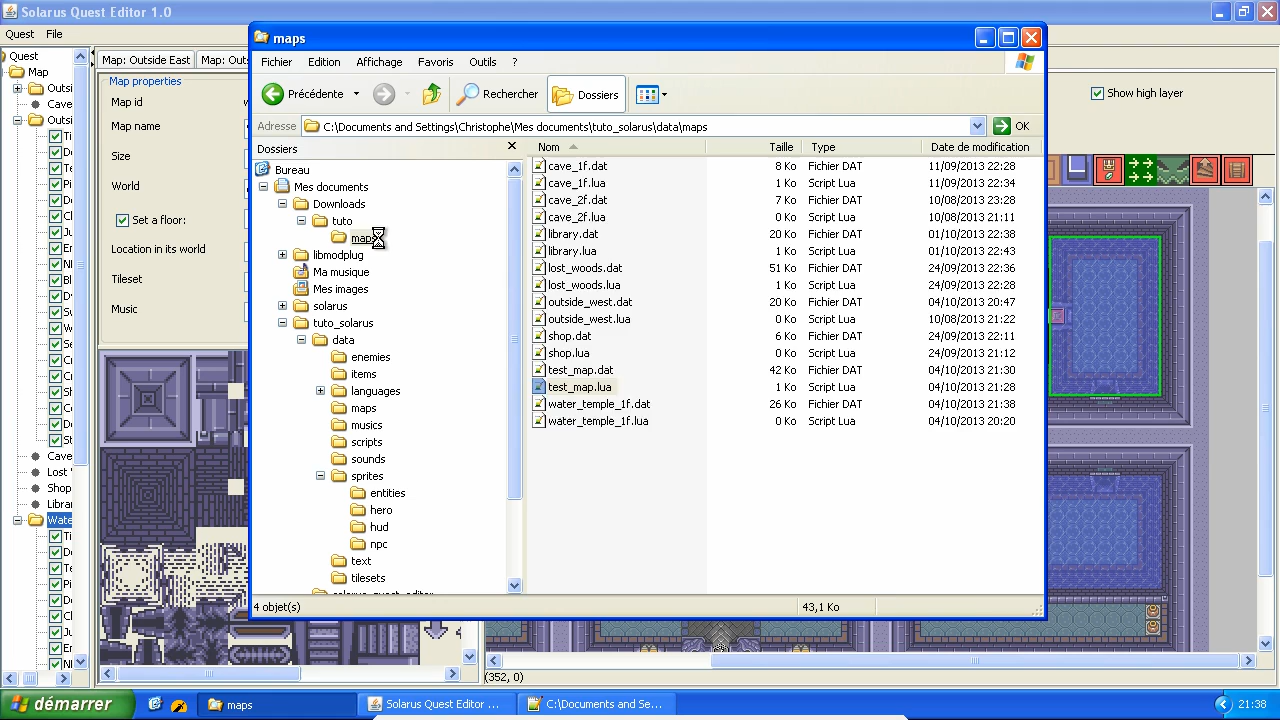 Solarus Quest Editor 1.0
Quest File
Quest
Map
Outsi
Cave
Outsi
Cave
Lost
Shop
Librar
Wate
Map: Outside East Map: Outs
Map properties
Map id
Map name
Size
World
Set a floor:
Location in its world
Tileset
Music
Show high layer
(352, 0)
maps
Fichier Edition Affichage Favoris Outils ?
Précédente Rechercher Dossiers
Adresse C:\Documents and Settings\Christophe\Mes documents\tuto_solarus\data\maps OK
Dossiers
Bureau
Mes documents
Downloads
tuto
maps
libmodplug
Ma musique
Mes images
solarus
tuto_solarus
data
enemies
items
languages
maps
musics
scripts
sounds
sprites
entities
hero
hud
npc
text
tilesets
Nom Taille Type Date de modification
cave_1f.dat 8 Ko Fichier DAT 11/09/2013 22:28
cave_1f.lua 1 Ko Script Lua 11/09/2013 22:34
cave_2f.dat 7 Ko Fichier DAT 10/08/2013 23:28
cave_2f.lua 0 Ko Script Lua 10/08/2013 21:11
library.dat 20 Ko Fichier DAT 01/10/2013 22:38
library.lua 0 Ko Script Lua 01/10/2013 22:43
lost_woods.dat 51 Ko Fichier DAT 24/09/2013 22:36
lost_woods.lua 1 Ko Script Lua 24/09/2013 22:28
outside_west.dat 20 Ko Fichier DAT 04/10/2013 20:47
outside_west.lua 0 Ko Script Lua 10/08/2013 21:22
shop.dat 6 Ko Fichier DAT 24/09/2013 22:11
shop.lua 0 Ko Script Lua 24/09/2013 21:12
test_map.dat 42 Ko Fichier DAT 04/10/2013 21:30
test_map.lua 1 Ko Script Lua 04/10/2013 21:28
water_temple_1f.dat 26 Ko Fichier DAT 04/10/2013 21:38
water_temple_1f.lua 0 Ko Script Lua 04/10/2013 20:20
4 objet(s) 43,1 Ko
démarrer maps Solarus Quest Editor ... C:\Documents and Se... 21:38